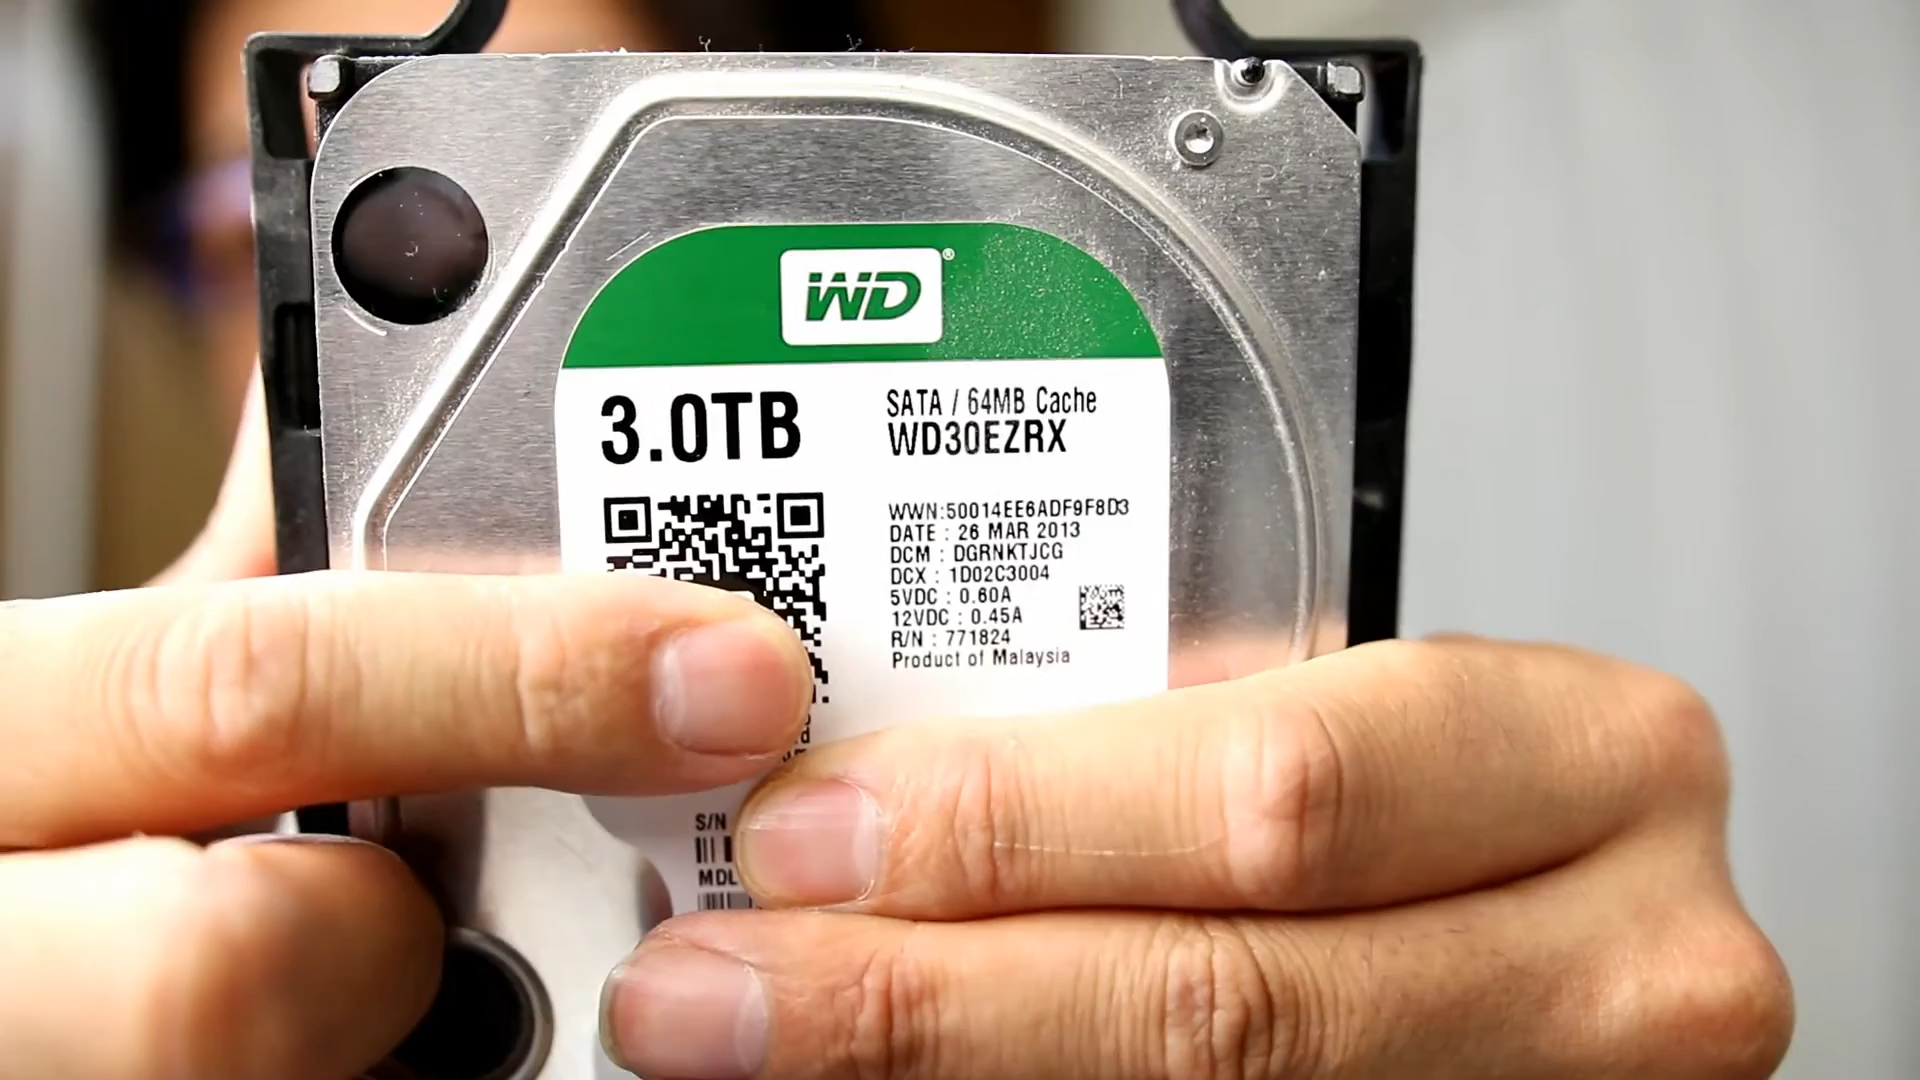 WD®
3.0TB
SATA / 64MB Cache
WD30EZRX
WWN:50014EE6ADF9F8D3
DATE : 26 MAR 2013
DCM : DGRNKTJCG
DCX : 1D02C3004
5VDC : 0.60A
12VDC : 0.45A
R/N : 771824
Product of Malaysia
S/N
MDL